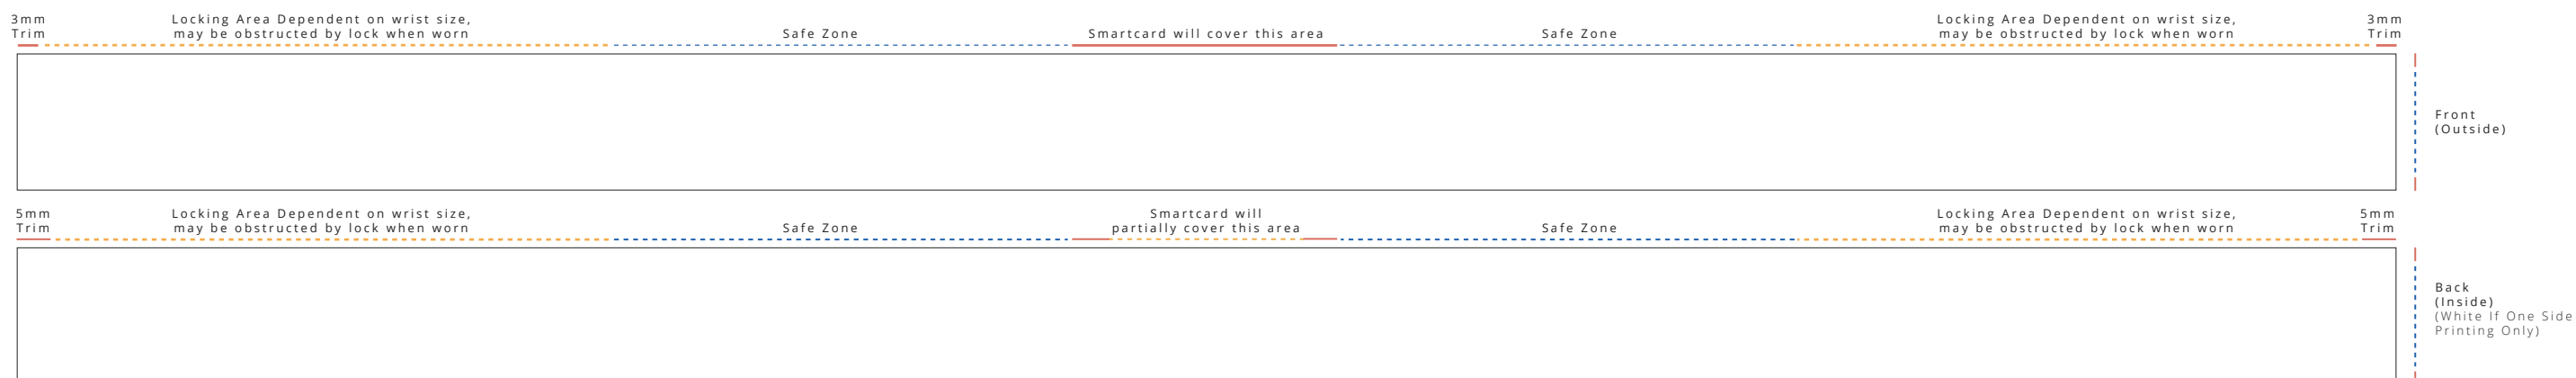 3mm
Trim
Locking Area Dependent on wrist size,
may be obstructed by lock when worn
Safe Zone
Smartcard will cover this area
Safe Zone
Locking Area Dependent on wrist size,
may be obstructed by lock when worn
3mm
Trim
Front
(Outside)
5mm
Trim
Locking Area Dependent on wrist size,
may be obstructed by lock when worn
Safe Zone
Smartcard will
partially cover this area
Safe Zone
Locking Area Dependent on wrist size,
may be obstructed by lock when worn
5mm
Trim
Back
(Inside)
(White If One Side
Printing Only)